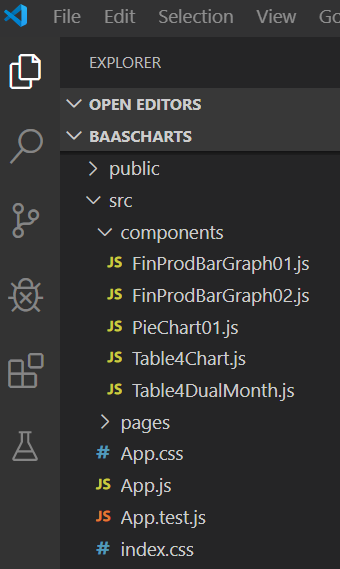 File Edit Selection View Go
EXPLORER
OPEN EDITORS
BAASCHARTS
public
src
components
JS FinProdBarGraph01.js
JS FinProdBarGraph02.js
JS PieChart01.js
JS Table4Chart.js
JS Table4DualMonth.js
pages
# App.css
JS App.js
JS App.test.js
# index.css